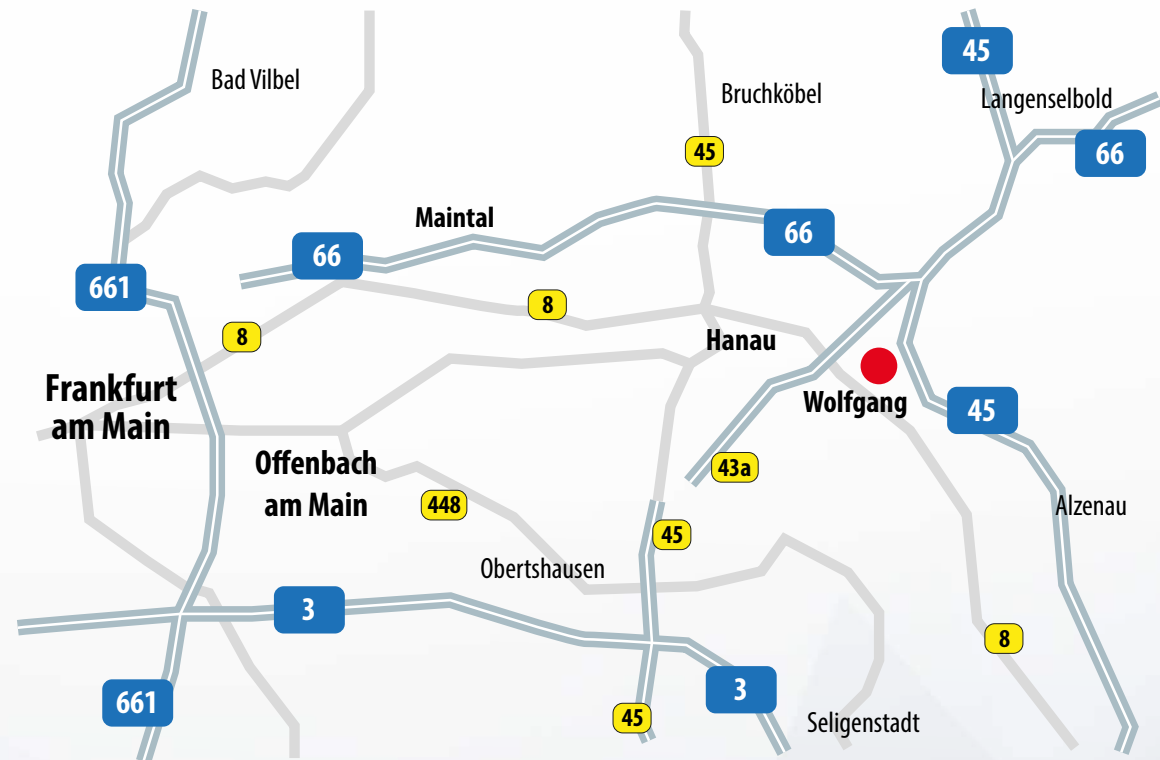 45
Bad Vilbel
Bruchköbel
Langenselbold
45
66
Maintal
66
66
661
8
8
Hanau
Frankfurt
am Main
Wolfgang
45
Offenbach
am Main
43a
448
Alzenau
45
Obertshausen
3
8
661
3
45
Seligenstadt